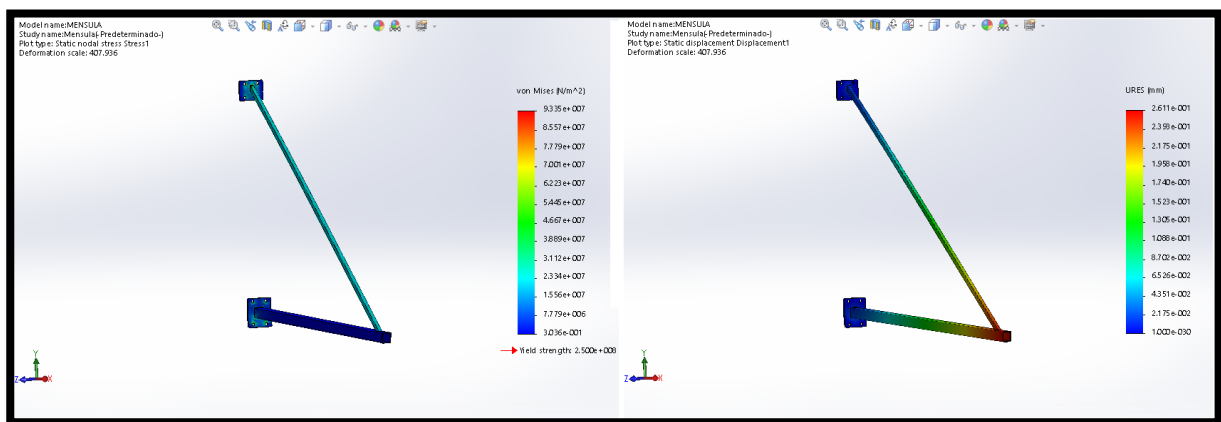 Model name:MENSULA
Study name:Mensula(-Predeterminado-)
Plot type: Static nodal stress Stress1
Deformation scale: 407.936
von Mises (N/m^2)
9.335e+007
8.557e+007
7.779e+007
7.001e+007
6.223e+007
5.445e+007
4.667e+007
3.889e+007
3.112e+007
2.334e+007
1.556e+007
7.779e+006
3.036e-001
Yield strength: 2.500e+008
Y
Z
X
Model name:MENSULA
Study name:Mensula(-Predeterminado-)
Plot type: Static displacement Displacement1
Deformation scale: 407.936
URES (mm)
2.611e-001
2.393e-001
2.175e-001
1.958e-001
1.740e-001
1.523e-001
1.305e-001
1.088e-001
8.702e-002
6.526e-002
4.351e-002
2.175e-002
1.000e-030
Y
Z
X